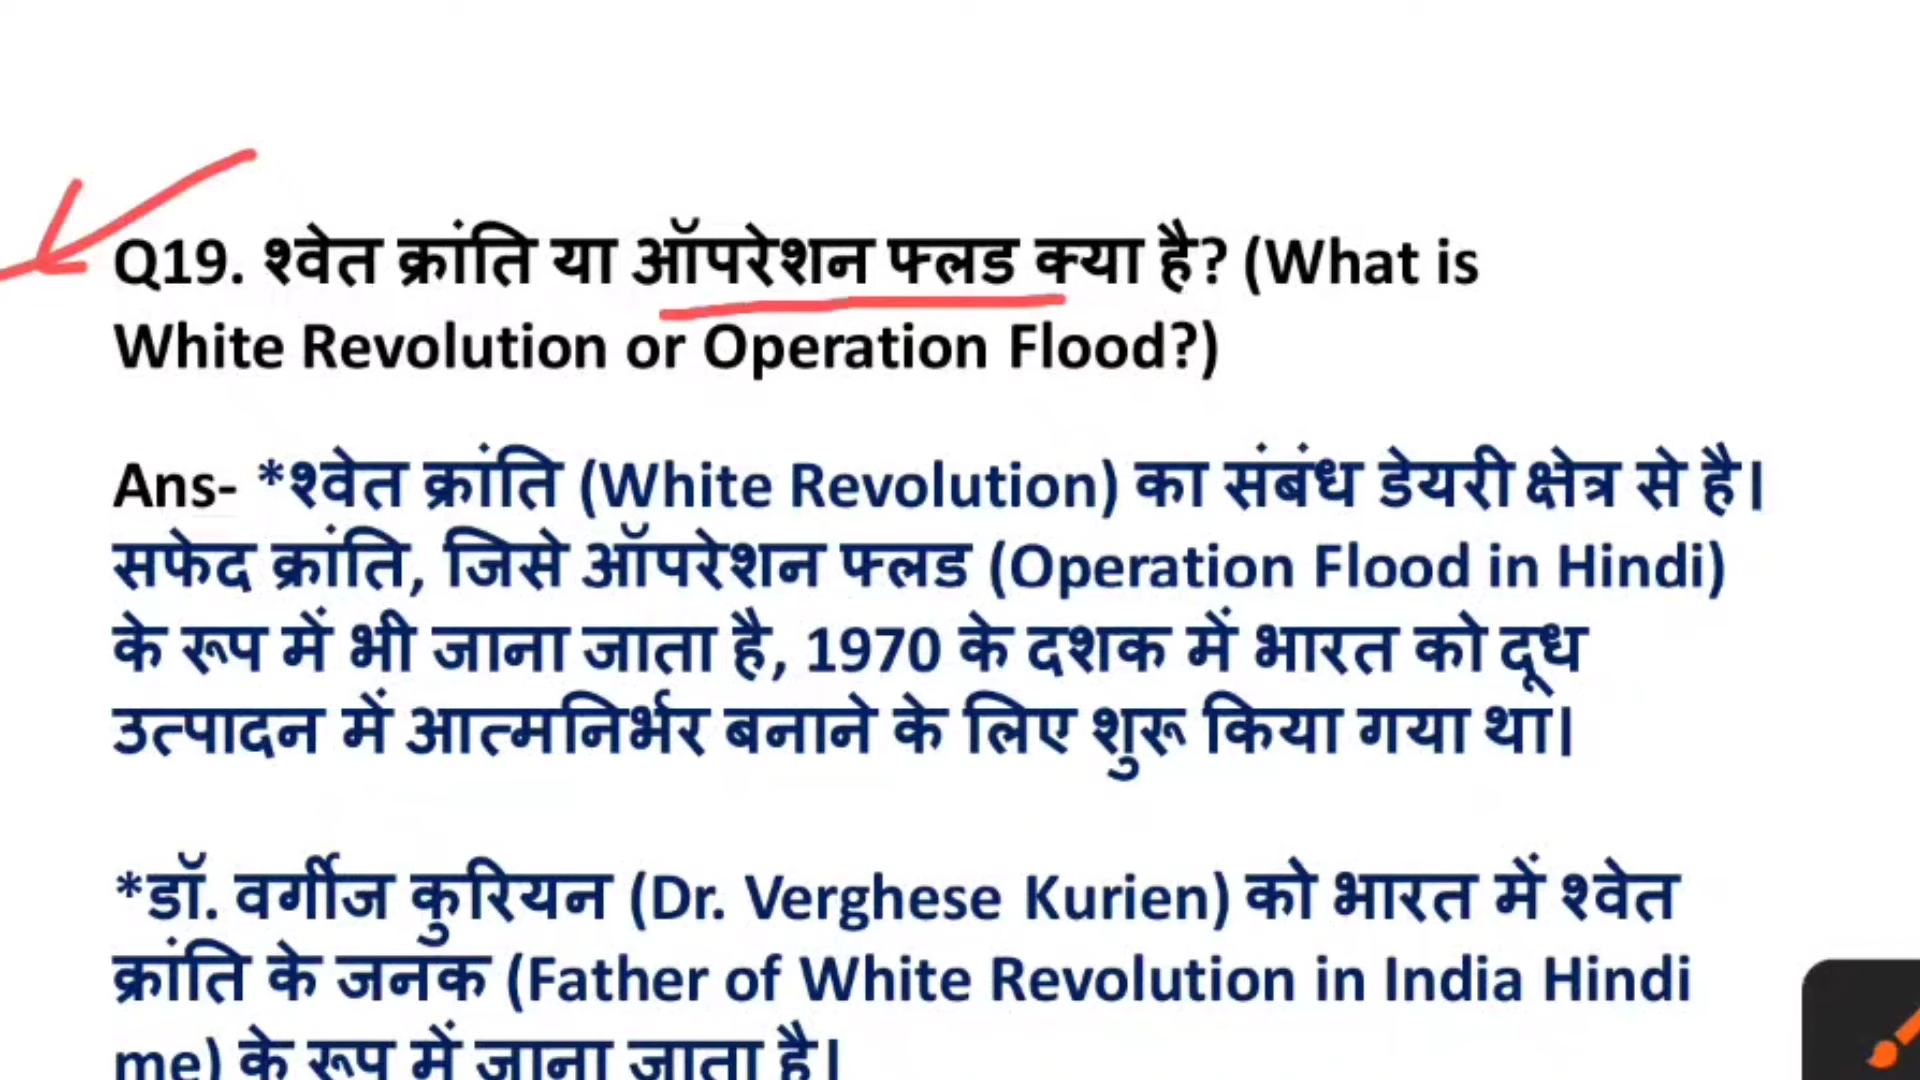 Q19. श्वेत क्रांति या ऑपरेशन फ्लड क्या है? (What is
White Revolution or Operation Flood?)
Ans- *श्वेत क्रांति (White Revolution) का संबंध डेयरी क्षेत्र से है।
सफेद क्रांति, जिसे ऑपरेशन फ्लड (Operation Flood in Hindi)
के रूप में भी जाना जाता है, 1970 के दशक में भारत को दूध
उत्पादन में आत्मनिर्भर बनाने के लिए शुरू किया गया था।
*डॉ. वर्गीज कुरियन (Dr. Verghese Kurien) को भारत में श्वेत
क्रांति के जनक (Father of White Revolution in India Hindi
me) के रूप में जाना जाता है।